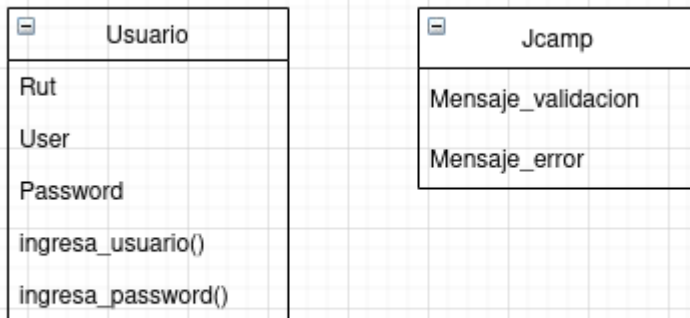 Usuario
Rut
User
Password
ingresa_usuario()
ingresa_password()
Jcamp
Mensaje_validacion
Mensaje_error